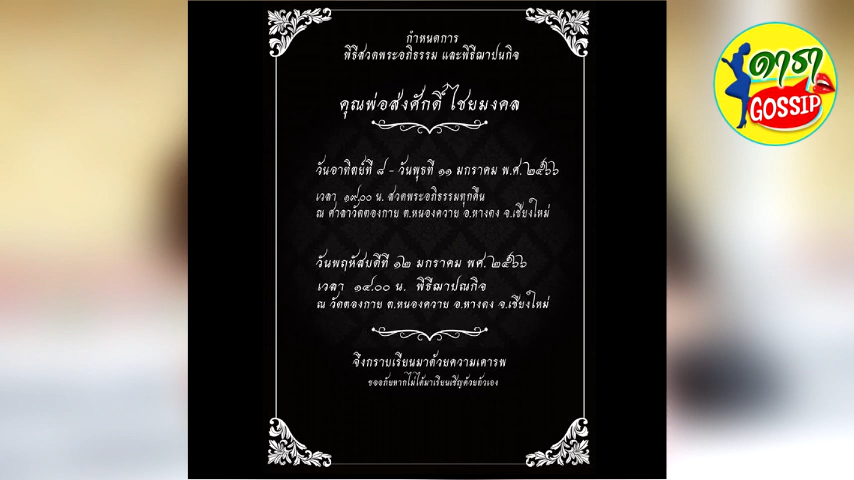 กำหนดการ
พิธีสวดพระอภิธรรม และพิธีฌาปนกิจ
คุณพ่อส่งศักดิ์ ไชยมงคล
วันอาทิตย์ที่ ๘ - วันพุธที่ ๑๑ มกราคม พ.ศ. ๒๕๖๖
เวลา ๑๙.๐๐ น. สวดพระอภิธรรมทุกคืน
ณ ศาลาวัดตองกาย ต.หนองควาย อ.หางดง จ.เชียงใหม่
วันพฤหัสบดีที่ ๑๒ มกราคม พศ. ๒๕๖๖
เวลา ๑๔.๐๐ น. พิธีฌาปณกิจ
ณ วัดตองกาย ต.หนองควาย อ.หางดง จ.เชียงใหม่
จึงกราบเรียนมาด้วยความเคารพ
ขออภัยหากไม่ได้มาเรียนเชิญด้วยตัวเอง
ดารา
GOSSIP